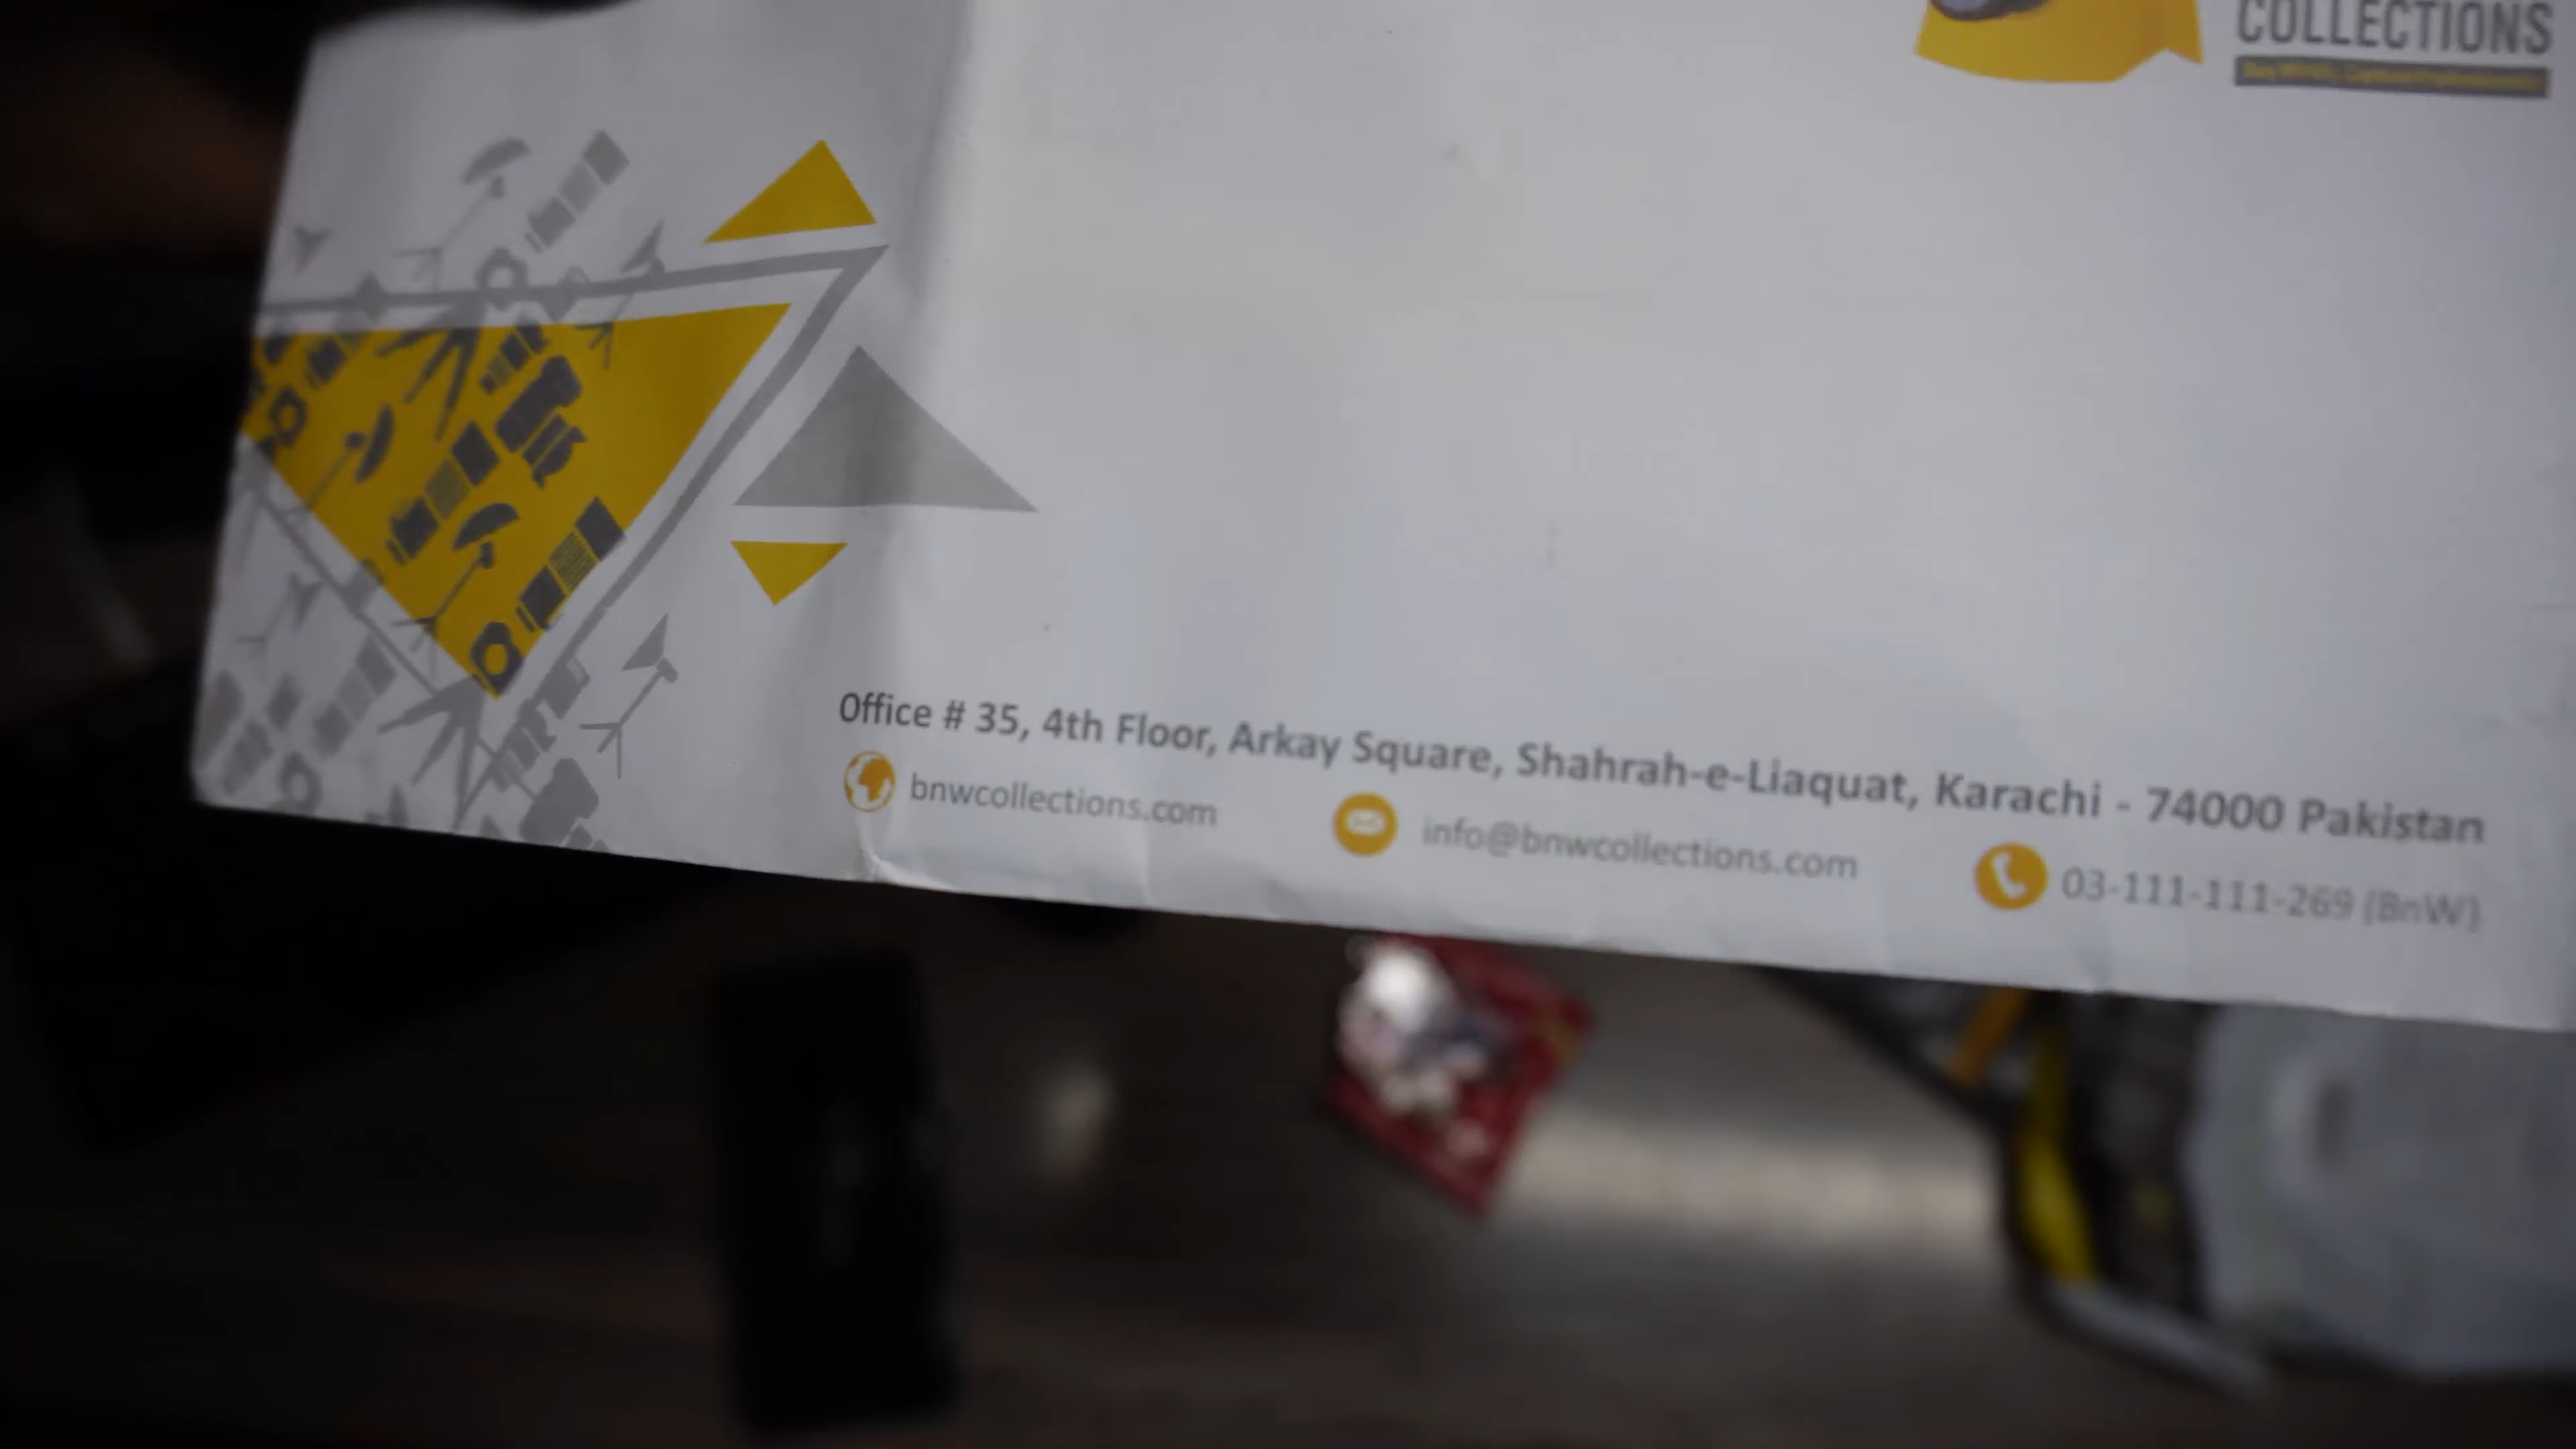 COLLECTIONS
Office # 35, 4th Floor, Arkay Square, Shahrah-e-Liaquat, Karachi - 74000 Pakistan
bnwcollections.com
info@bnwcollections.com
03-111-111-269 (BnW)